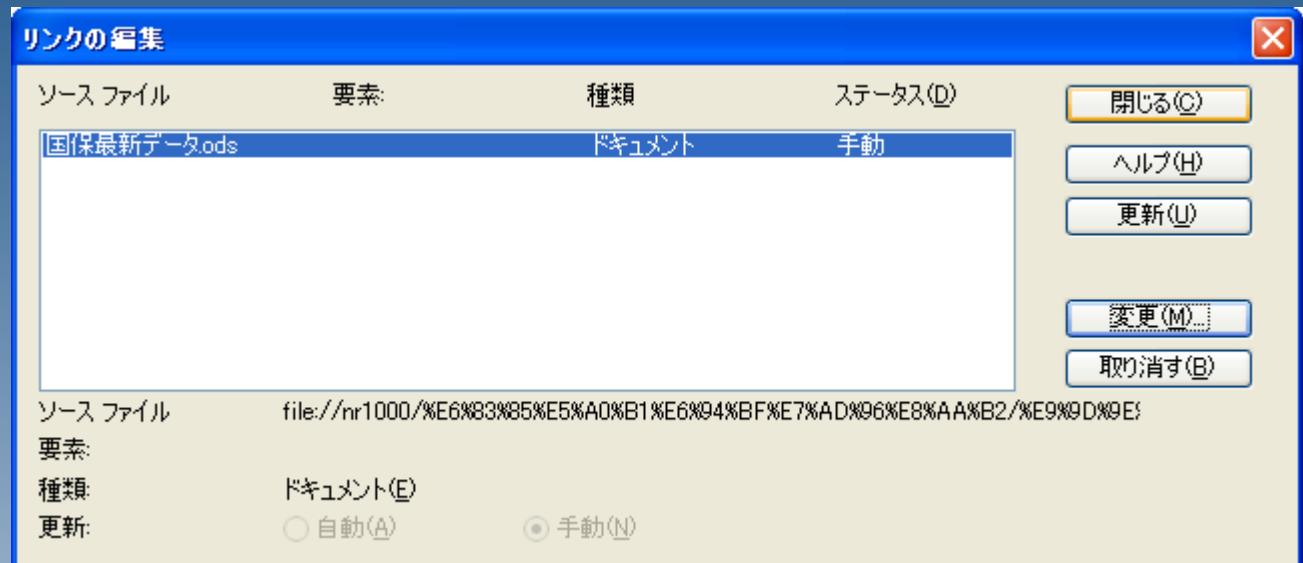 リンクの編集
ソース ファイル 要素: 種類 ステータス(D)
国保最新データ.ods ドキュメント 手動
閉じる(C)
ヘルプ(H)
更新(U)
変更(M)...
取り消す(B)
ソース ファイル file://nr1000/%E6%83%85%E5%A0%B1%E6%94%BF%E7%AD%96%E8%AA%B2/%E9%9D%9E
要素:
種類: ドキュメント(E)
更新: 自動(A) 手動(N)